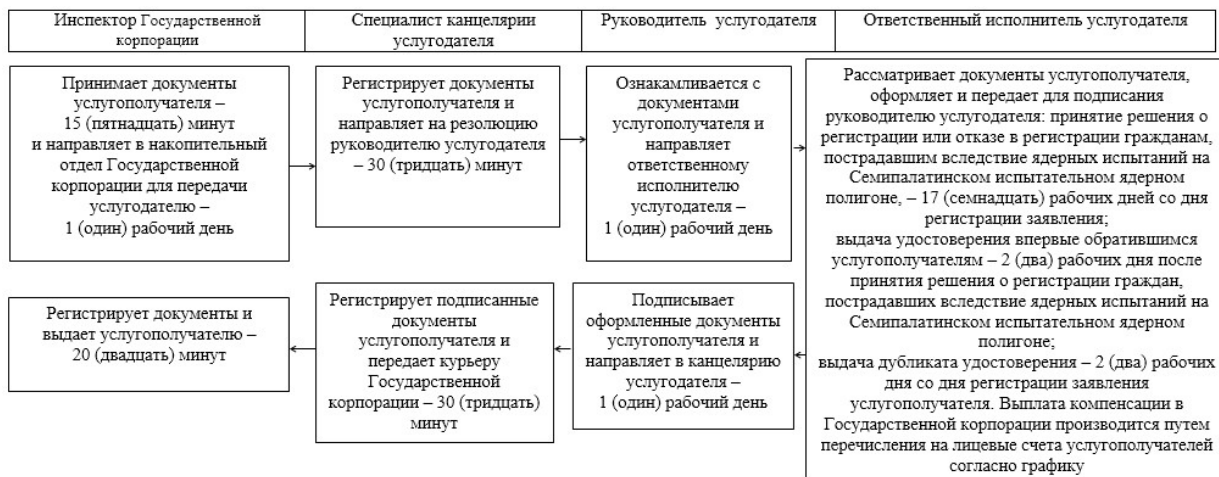 Инспектор Государственной
корпорации
Специалист канцелярии
услугодателя
Руководитель услугодателя
Ответственный исполнитель услугодателя
Принимает документы
услугополучателя –
15 (пятнадцать) минут
и направляет в накопительный
отдел Государственной
корпорации для передачи
услугодателю –
1 (один) рабочий день
Регистрирует документы
услугополучателя и
направляет на резолюцию
руководителю услугодателя
– 30 (тридцать) минут
Ознакамливается с
документами
услугополучателя и
направляет
ответственному
исполнителю
услугодателя –
1 (один) рабочий день
Рассматривает документы услугополучателя,
оформляет и передает для подписания
руководителю услугодателя: принятие решения о
регистрации или отказе в регистрации гражданам,
пострадавшим вследствие ядерных испытаний на
Семипалатинском испытательном ядерном
полигоне, – 17 (семнадцать) рабочих дней со дня
регистрации заявления;
выдача удостоверения впервые обратившимся
услугополучателям – 2 (два) рабочих дня после
принятия решения о регистрации граждан,
пострадавших вследствие ядерных испытаний на
Семипалатинском испытательном ядерном
полигоне;
выдача дубликата удостоверения – 2 (два) рабочих
дня со дня регистрации заявления
услугополучателя. Выплата компенсации в
Государственной корпорации производится путем
перечисления на лицевые счета услугополучателей
согласно графику
Подписывает
оформленные документы
услугополучателя и
направляет в канцелярию
услугодателя –
1 (один) рабочий день
Регистрирует подписанные
документы
услугополучателя и
передает курьеру
Государственной
корпорации – 30 (тридцать)
минут
Регистрирует документы и
выдает услугополучателю –
20 (двадцать) минут